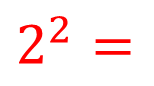 2² =